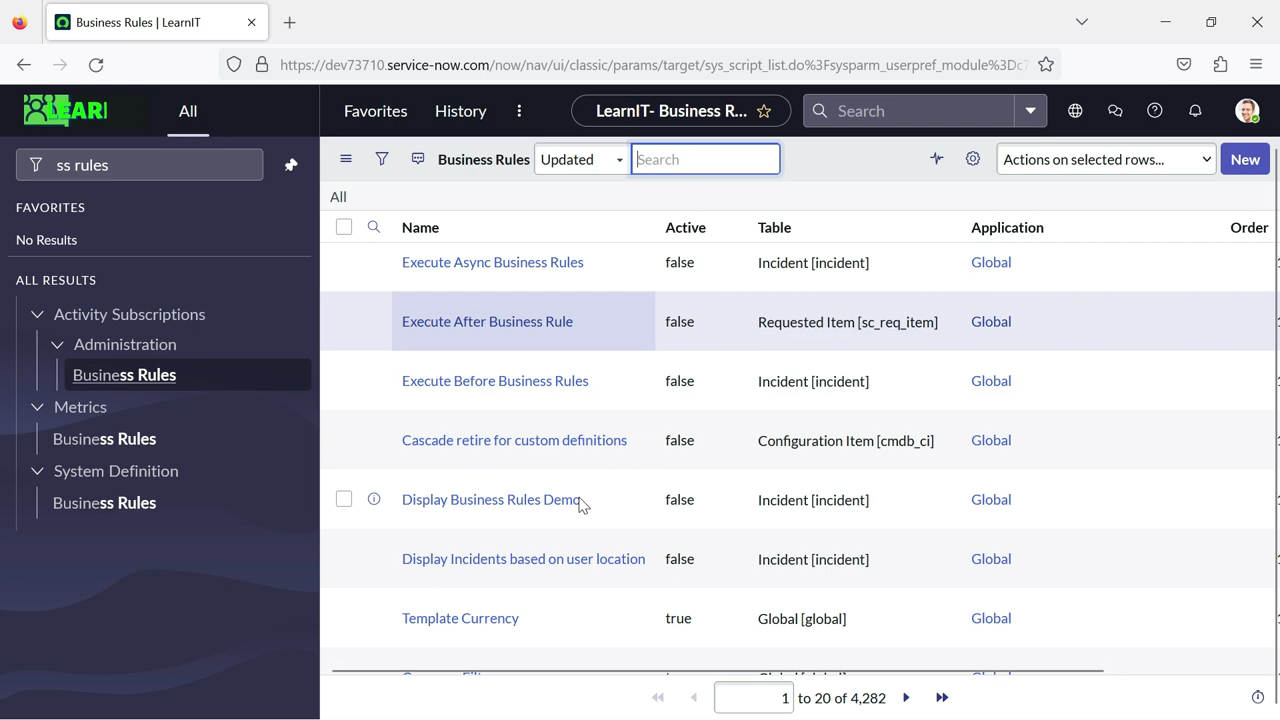 Business Rules | LearnIT
https://dev73710.service-now.com/now/nav/ui/classic/params/target/sys_script_list.do%3Fsysparm_userpref_module%3Dc7
LEARI
All
Favorites
History
LearnIT- Business R...
Search
ss rules
Business Rules
Updated
Search
Actions on selected rows...
New
All
FAVORITES
No Results
ALL RESULTS
Activity Subscriptions
Administration
Business Rules
Metrics
Business Rules
System Definition
Business Rules
Name Active Table Application Order
Execute Async Business Rules false Incident [incident] Global
Execute After Business Rule false Requested Item [sc_req_item] Global
Execute Before Business Rules false Incident [incident] Global
Cascade retire for custom definitions false Configuration Item [cmdb_ci] Global
Display Business Rules Demo false Incident [incident] Global
Display Incidents based on user location false Incident [incident] Global
Template Currency true Global [global] Global
1 to 20 of 4,282